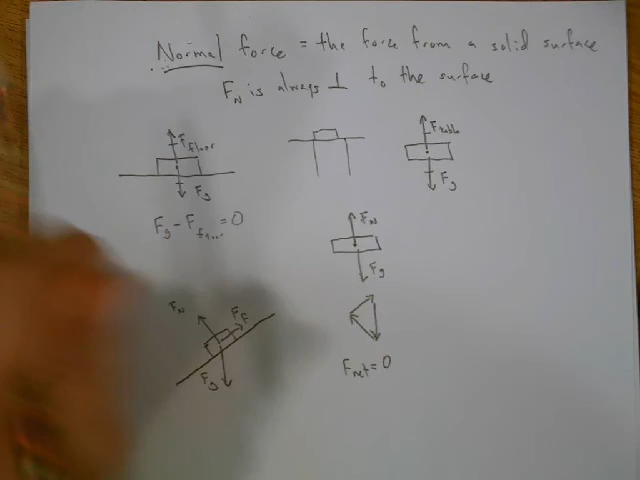 Normal force = the force from a solid surface
F_N is always ⊥ to the surface
F_floor
F_g
F_table
F_g
F_g - F_floor = 0
F_N
F_g
F_N
F_F
F_g
F_net = 0